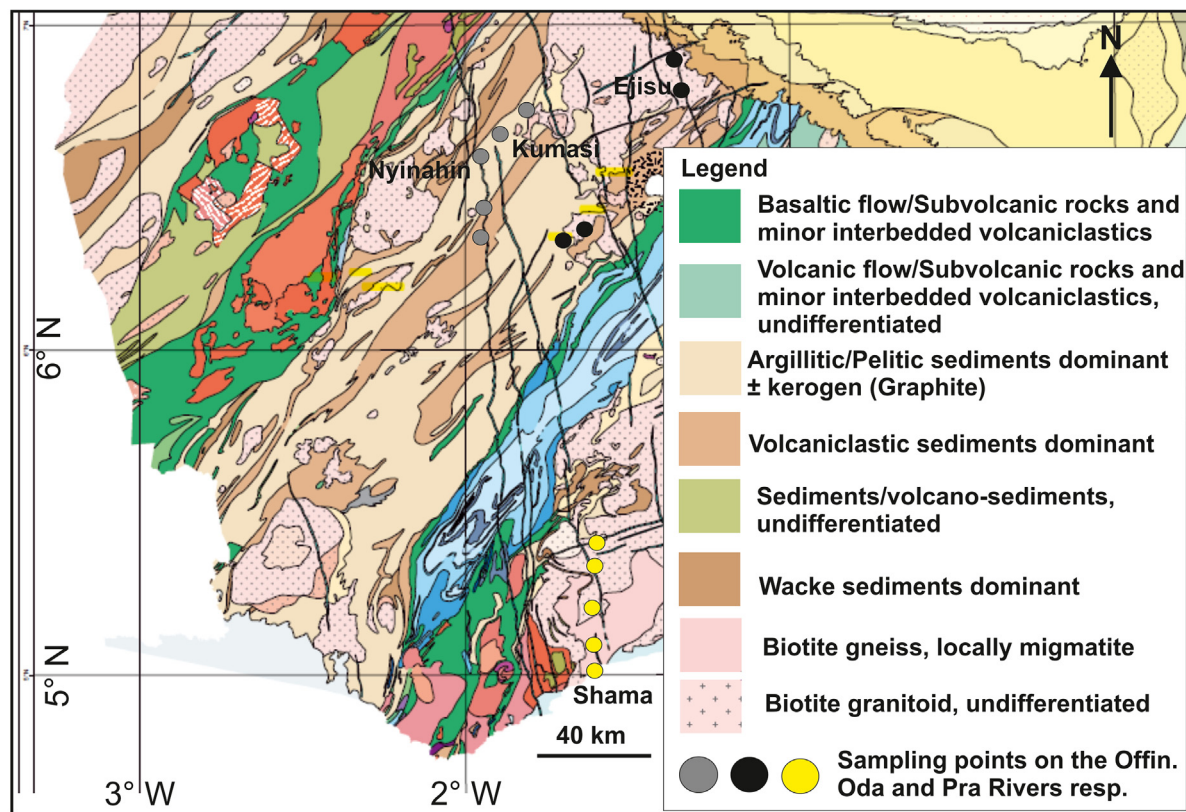 N
Ejisu
Kumasi
Nyinahin
6° N
5° N
Shama
40 km
3° W
2° W
Legend
Basaltic flow/Subvolcanic rocks and
minor interbedded volcaniclastics
Volcanic flow/Subvolcanic rocks and
minor interbedded volcaniclastics,
undifferentiated
Argillitic/Pelitic sediments dominant
± kerogen (Graphite)
Volcaniclastic sediments dominant
Sediments/volcano-sediments,
undifferentiated
Wacke sediments dominant
Biotite gneiss, locally migmatite
Biotite granitoid, undifferentiated
Sampling points on the Offin.
Oda and Pra Rivers resp.